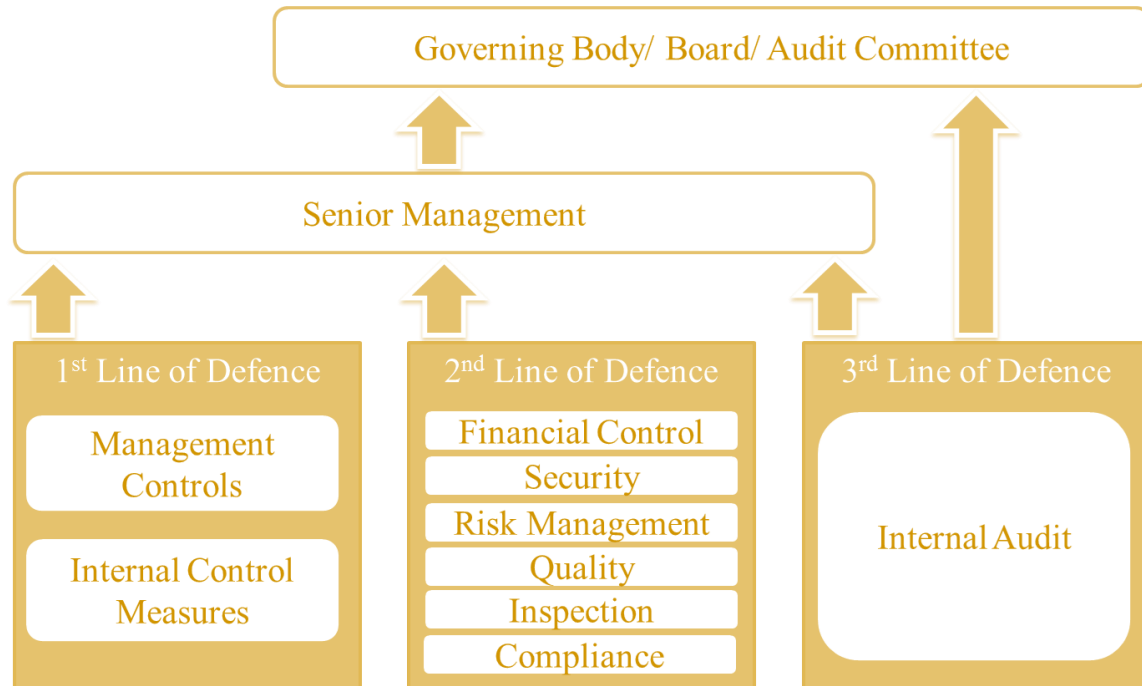 Governing Body/ Board/ Audit Committee
Senior Management
1st Line of Defence
Management
Controls
Internal Control
Measures
2nd Line of Defence
Financial Control
Security
Risk Management
Quality
Inspection
Compliance
3rd Line of Defence
Internal Audit